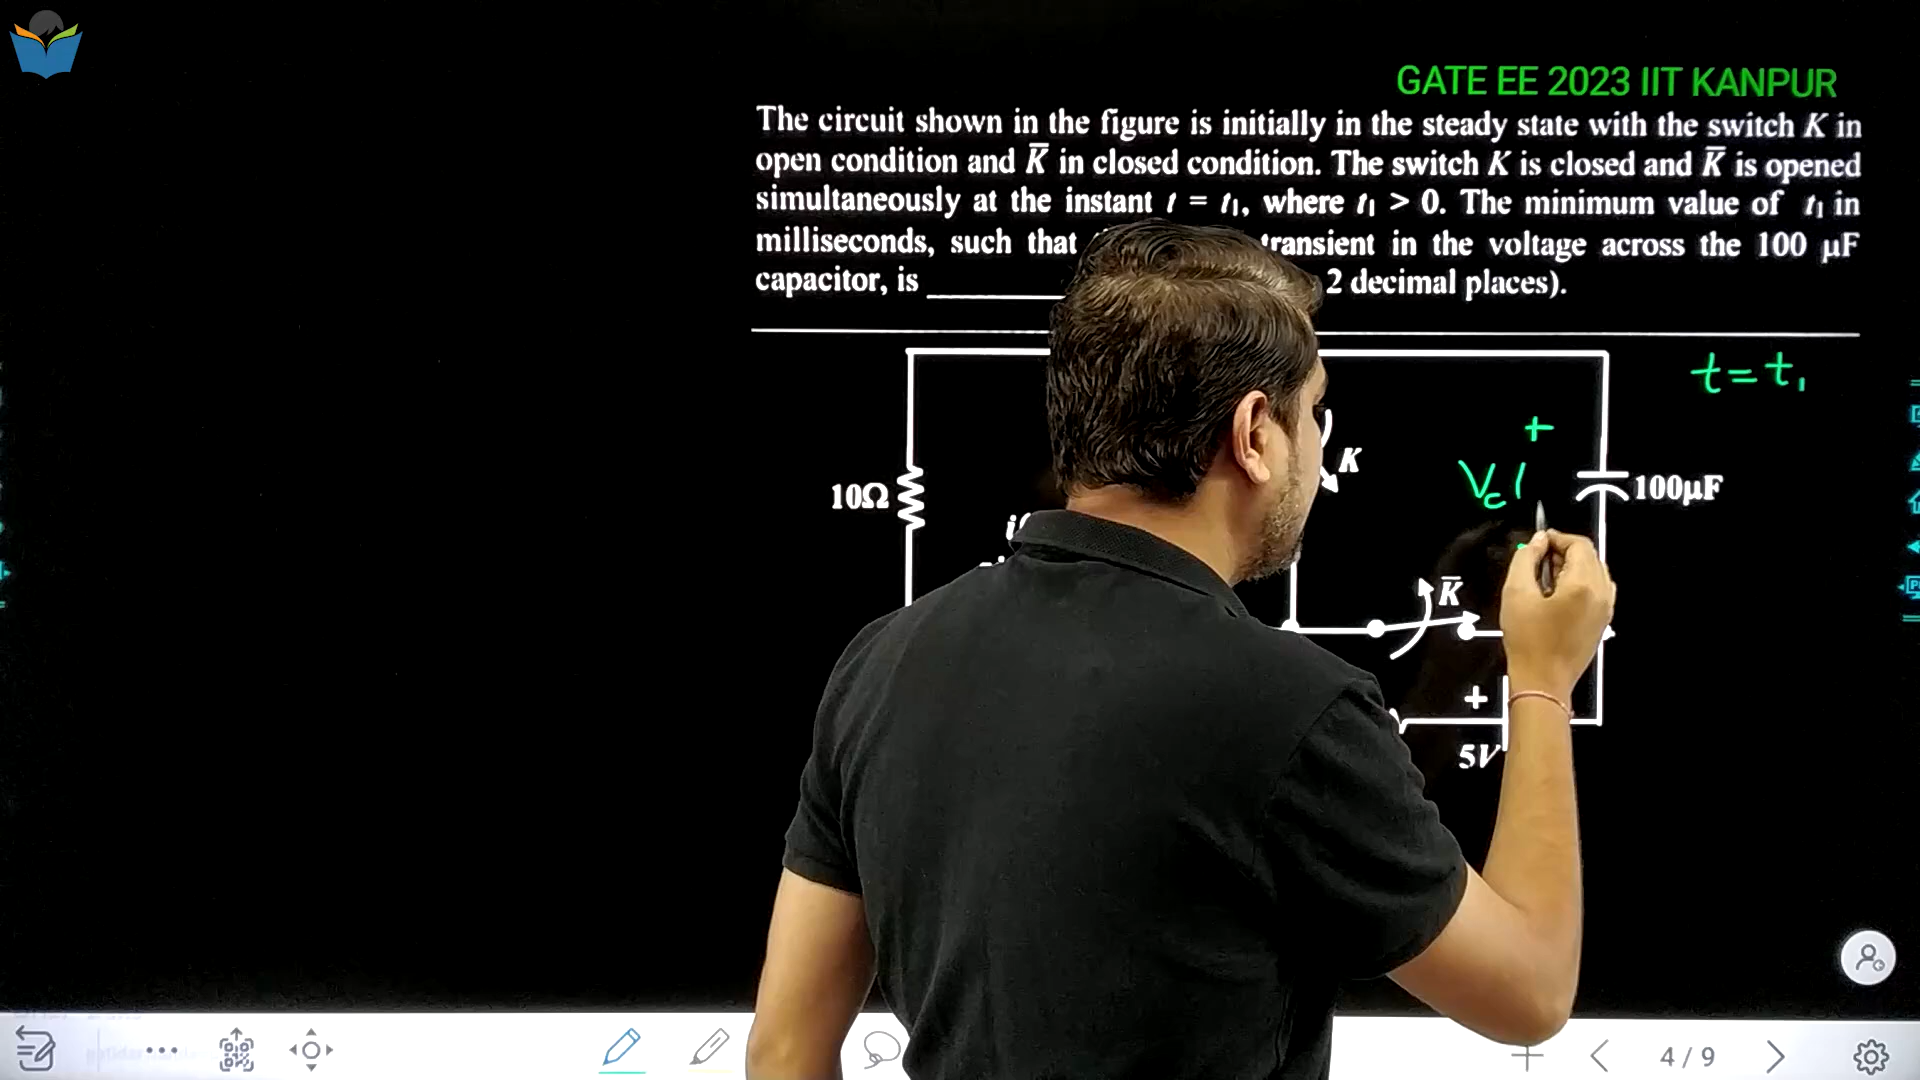 GATE EE 2023 IIT KANPUR
The circuit shown in the figure is initially in the steady state with the switch K in
open condition and K̅ in closed condition. The switch K is closed and K̅ is opened
simultaneously at the instant t = t₁, where t₁ > 0. The minimum value of t₁ in
milliseconds, such that transient in the voltage across the 100 μF
capacitor, is ____________ 2 decimal places).
t = t₁
+
K
10Ω
Vc(
100μF
K̅
+
5V
4 / 9